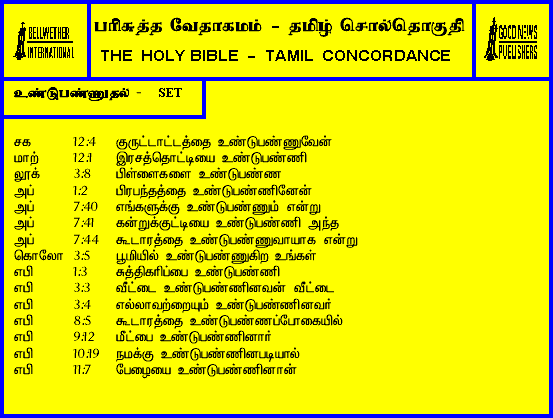 BELLWETHER INTERNATIONAL
பரிசுத்த வேதாகமம் - தமிழ் சொல்தொகுதி
THE HOLY BIBLE - TAMIL CONCORDANCE
GOOD NEWS PUBLISHERS
உண்டுபண்ணுதல் - SET
சக 12:4 குருட்டாட்டத்தை உண்டுபண்ணுவேன்
மாற் 12:1 இரசத்தொட்டியை உண்டுபண்ணி
லூக் 3:8 பிள்ளைகளை உண்டுபண்ண
அப் 1:2 பிரபந்தத்தை உண்டுபண்ணினேன்
அப் 7:40 எங்களுக்கு உண்டுபண்ணும் என்று
அப் 7:41 கன்றுக்குட்டியை உண்டுபண்ணி அந்த
அப் 7:44 கூடாரத்தை உண்டுபண்ணுவாயாக என்று
கொலோ 3:5 பூமியில் உண்டுபண்ணுகிற உங்கள்
எபி 1:3 சுத்திகரிப்பை உண்டுபண்ணி
எபி 3:3 வீட்டை உண்டுபண்ணினவன் வீட்டை
எபி 3:4 எல்லாவற்றையும் உண்டுபண்ணினவர்
எபி 8:5 கூடாரத்தை உண்டுபண்ணப்போகையில்
எபி 9:12 மீட்பை உண்டுபண்ணினார்
எபி 10:19 நமக்கு உண்டுபண்ணினபடியால்
எபி 11:7 பேழையை உண்டுபண்ணினான்